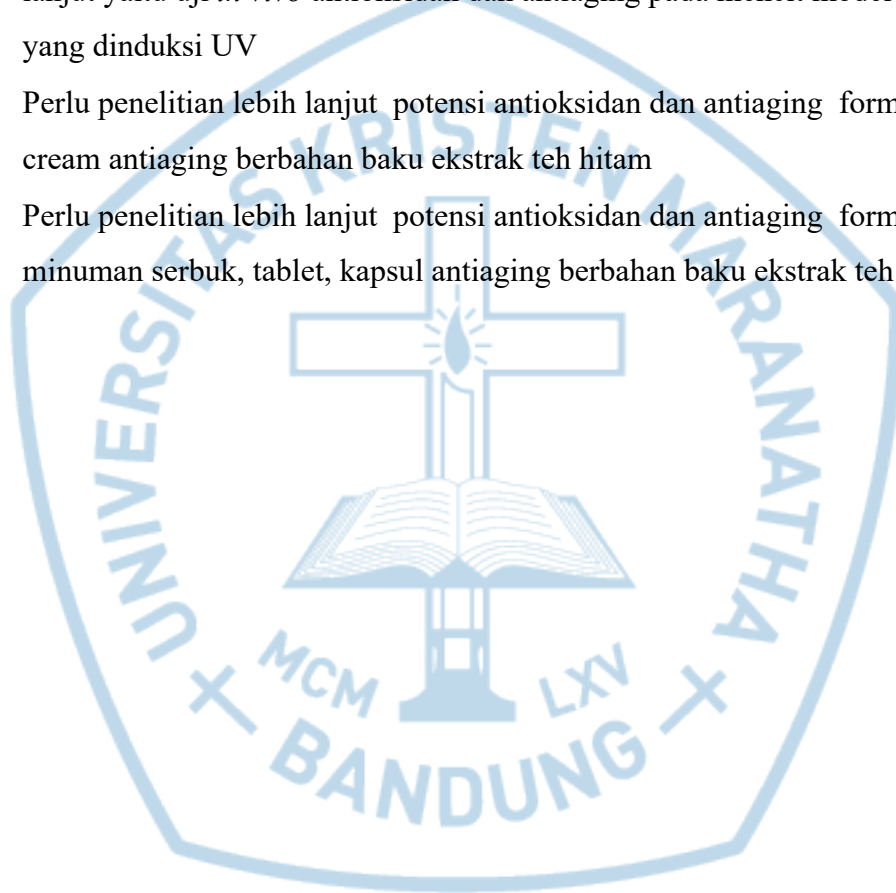 yang dinduksi UV
Perlu penelitian lebih lanjut potensi antioksidan dan antiaging
cream antiaging berbahan baku ekstrak teh hitam
Perlu penelitian lebih lanjut potensi antioksidan dan antiaging
minuman serbuk, tablet, kapsul antiaging berbahan baku ekstrak teh
UNIVERSITAS KRISTEN MARANATHA
MCM LXV
BANDUNG